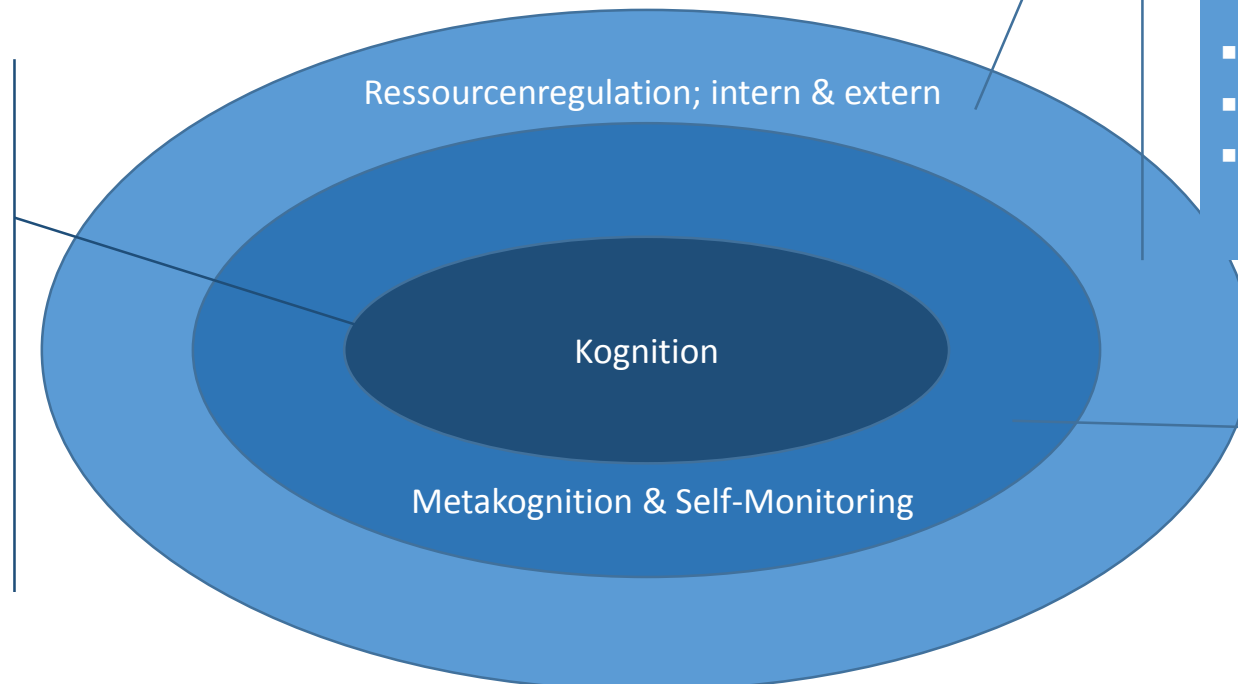 Ressourcenregulation; intern & extern
Kognition
Metakognition & Self-Monitoring